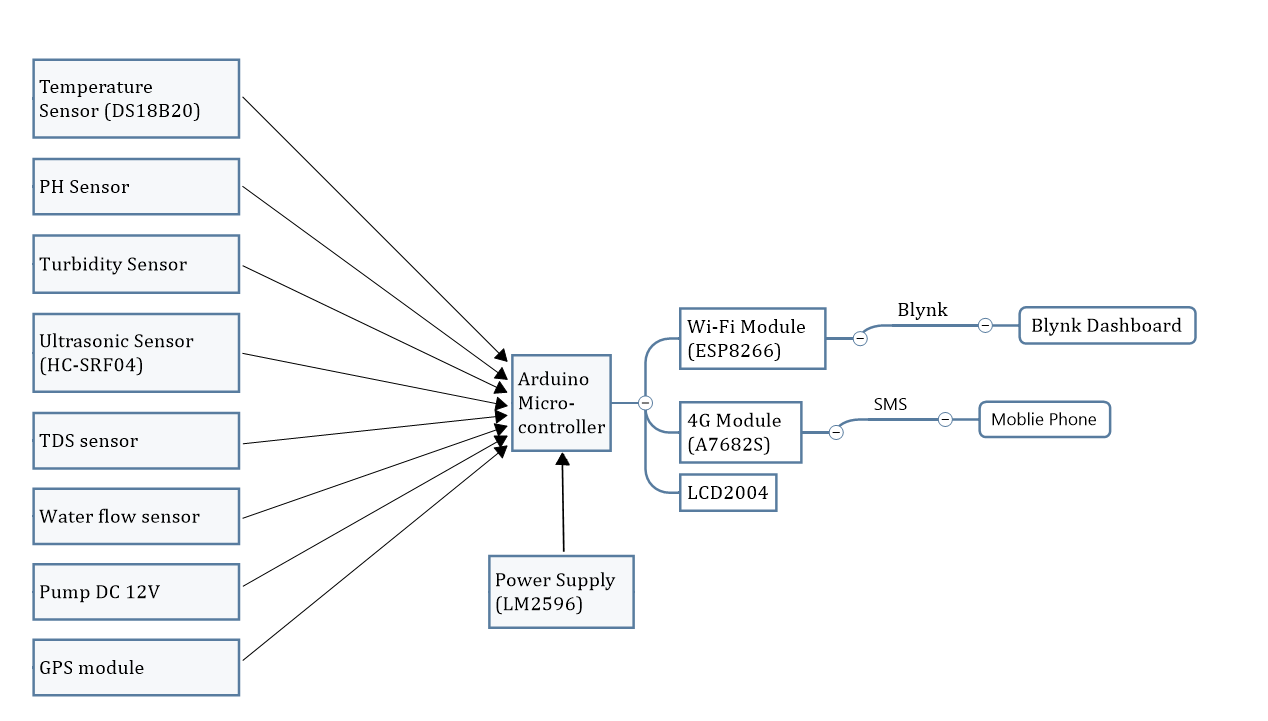 Temperature
Sensor (DS18B20)
PH Sensor
Turbidity Sensor
Ultrasonic Sensor
(HC-SRF04)
TDS sensor
Water flow sensor
Pump DC 12V
GPS module
Arduino
Micro-
controller
Power Supply
(LM2596)
Wi-Fi Module
(ESP8266)
Blynk
Blynk Dashboard
4G Module
(A7682S)
SMS
Moblie Phone
LCD2004